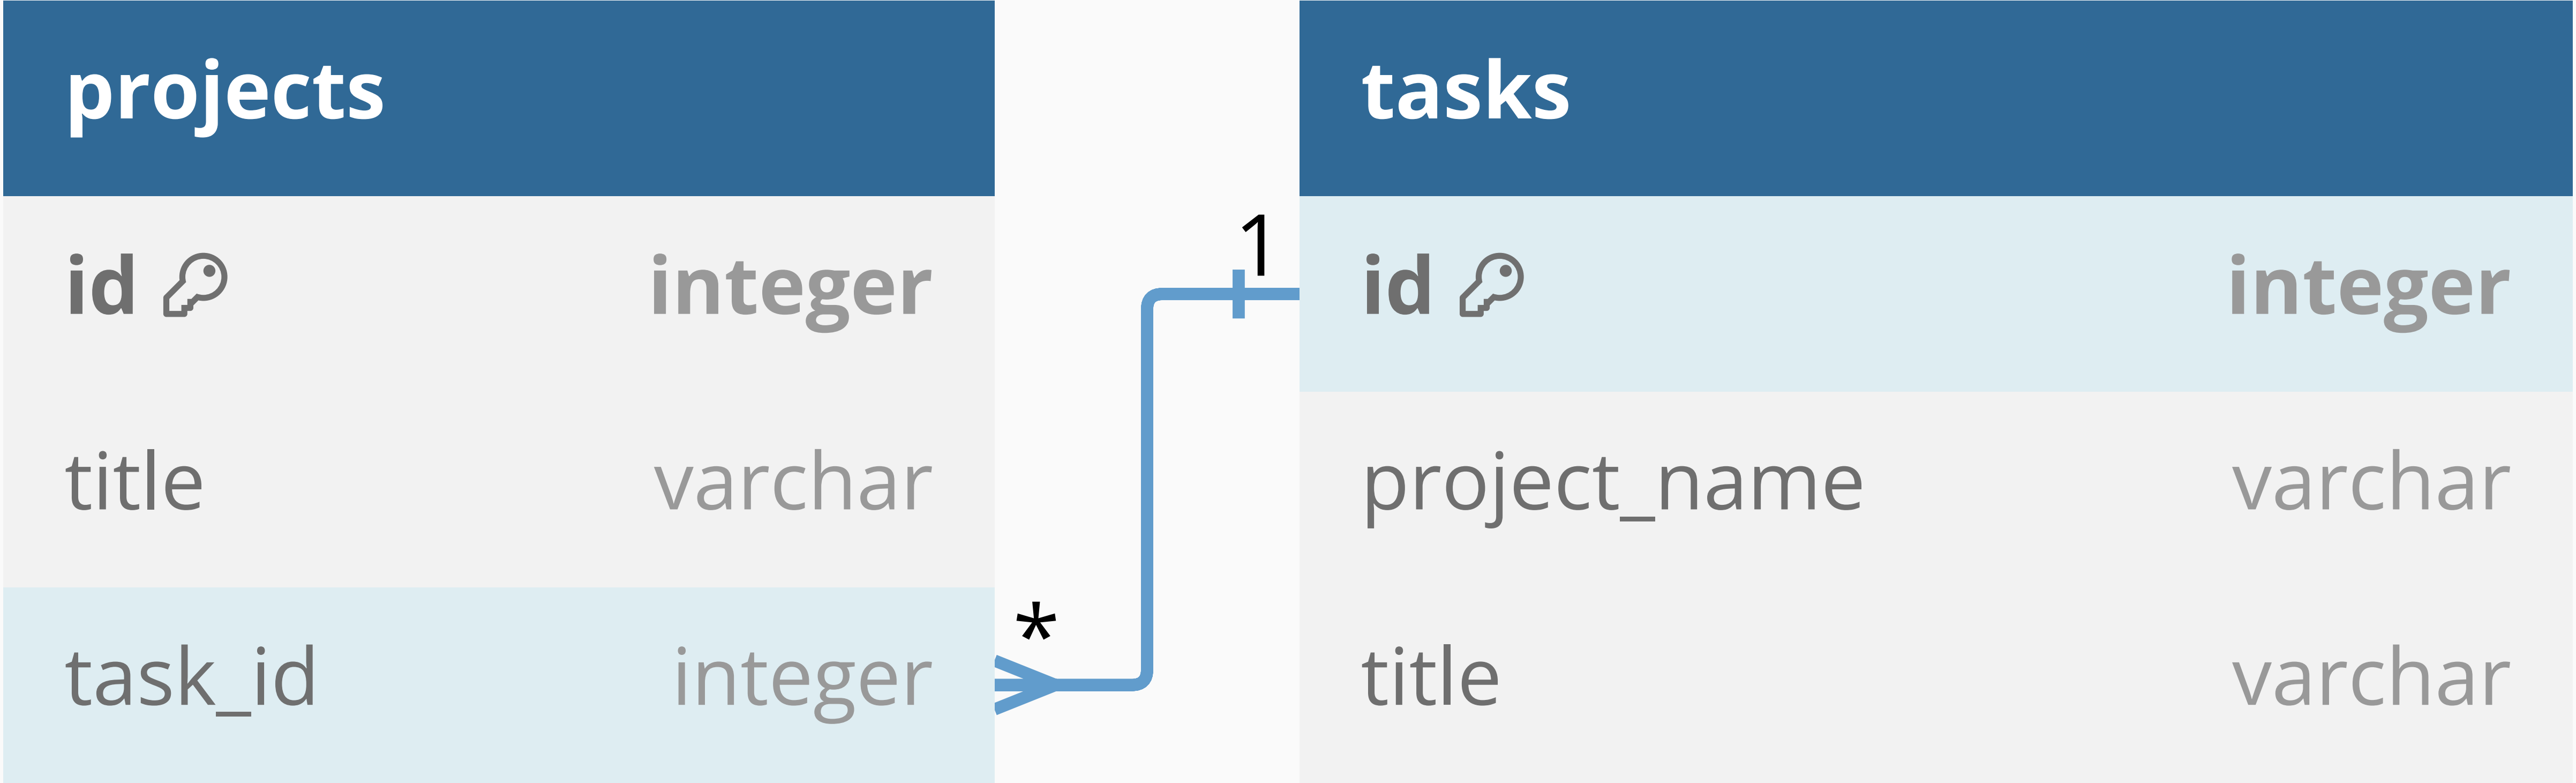 projects
id integer
title varchar
task_id integer
* 1
tasks
id integer
project_name varchar
title varchar